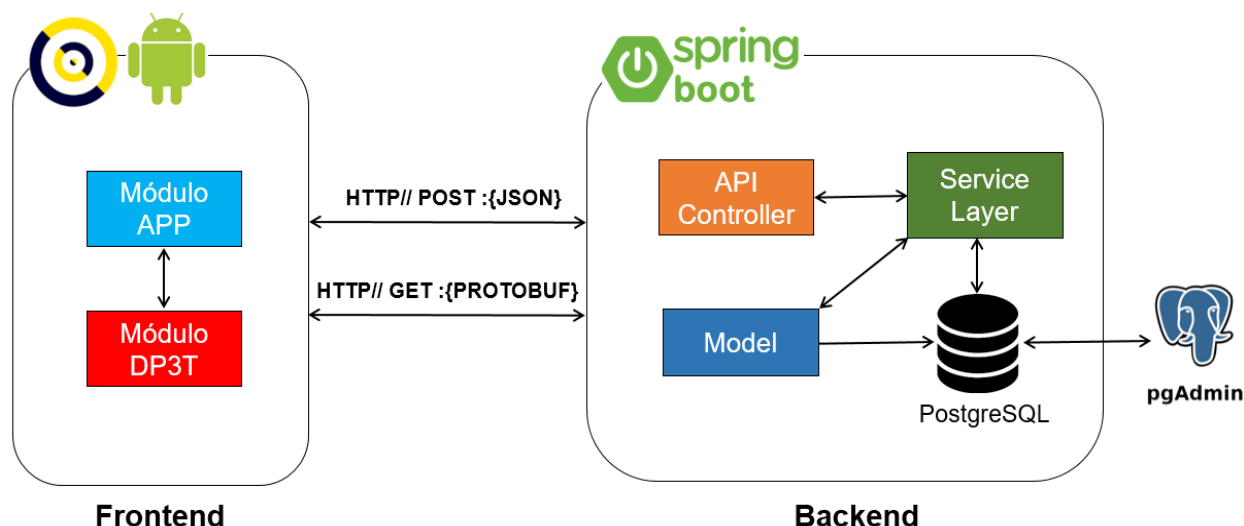 spring
boot
Módulo
APP
Módulo
DP3T
HTTP// POST :{JSON}
HTTP// GET :{PROTOBUF}
API
Controller
Service
Layer
Model
PostgreSQL
pgAdmin
Frontend
Backend